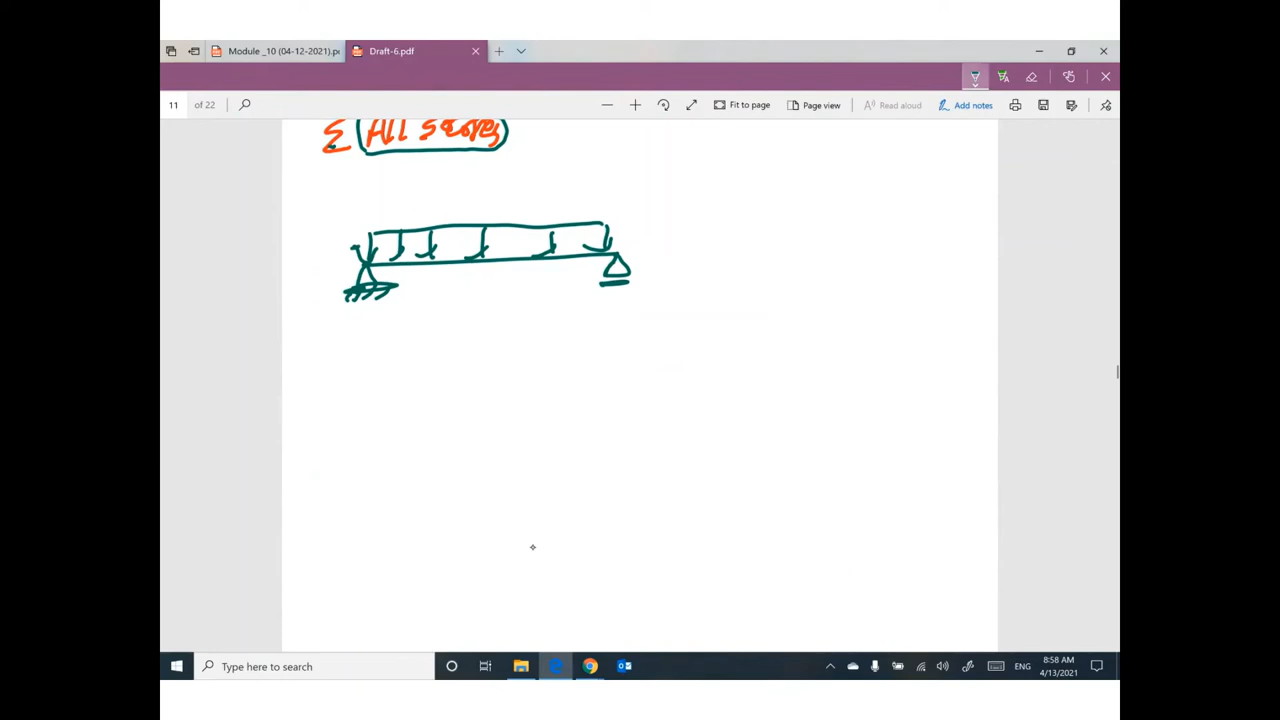 Module _10 (04-12-2021).p
Draft-6.pdf
11 of 22
Fit to page
Page view
Read aloud
Add notes
Σ All
Type here to search
ENG
8:58 AM
4/13/2021